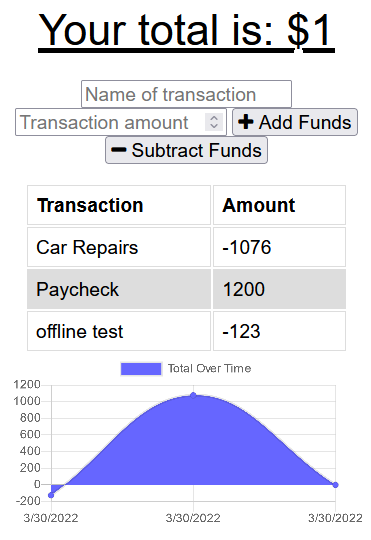 Your total is: $1
Name of transaction
Transaction amount + Add Funds
− Subtract Funds
Transaction Amount
Car Repairs -1076
Paycheck 1200
offline test -123
Total Over Time
1200
1000
800
600
400
200
0
-200
3/30/2022 3/30/2022 3/30/2022